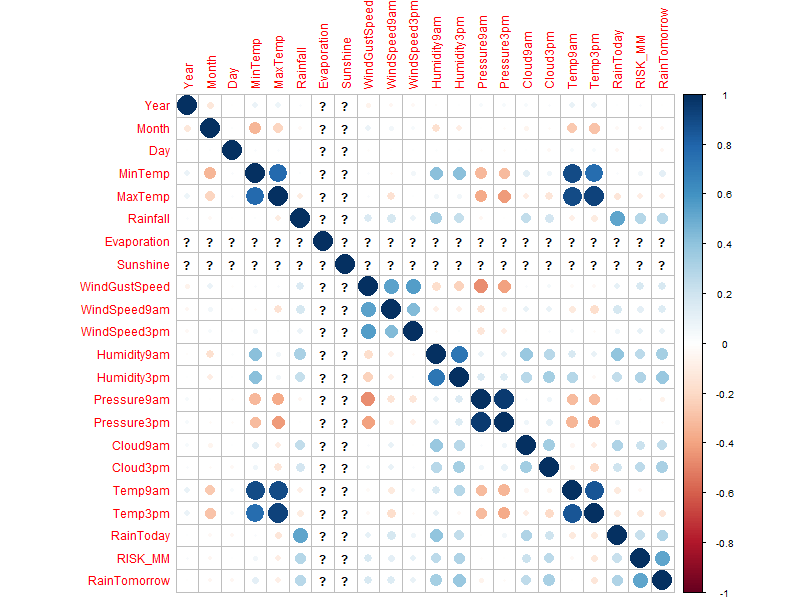 Year Month Day MinTemp MaxTemp Rainfall Evaporation Sunshine WindGustSpeed WindSpeed9am WindSpeed3pm Humidity9am Humidity3pm Pressure9am Pressure3pm Cloud9am Cloud3pm Temp9am Temp3pm RainToday RISK_MM RainTomorrow
1
Year ? ?
Month ? ?
Day ? ?
0.8
MinTemp ? ?
MaxTemp ? ?
0.6
Rainfall ? ?
Evaporation ? ? ? ? ? ? ? ? ? ? ? ? ? ? ? ? ? ? ? ? ?
0.4
Sunshine ? ? ? ? ? ? ? ? ? ? ? ? ? ? ? ? ? ? ? ? ?
WindGustSpeed ? ?
0.2
WindSpeed9am ? ?
WindSpeed3pm ? ?
0
Humidity9am ? ?
Humidity3pm ? ?
-0.2
Pressure9am ? ?
Pressure3pm ? ?
-0.4
Cloud9am ? ?
Cloud3pm ? ?
Temp9am ? ?
-0.6
Temp3pm ? ?
RainToday ? ?
-0.8
RISK_MM ? ?
RainTomorrow ? ?
-1